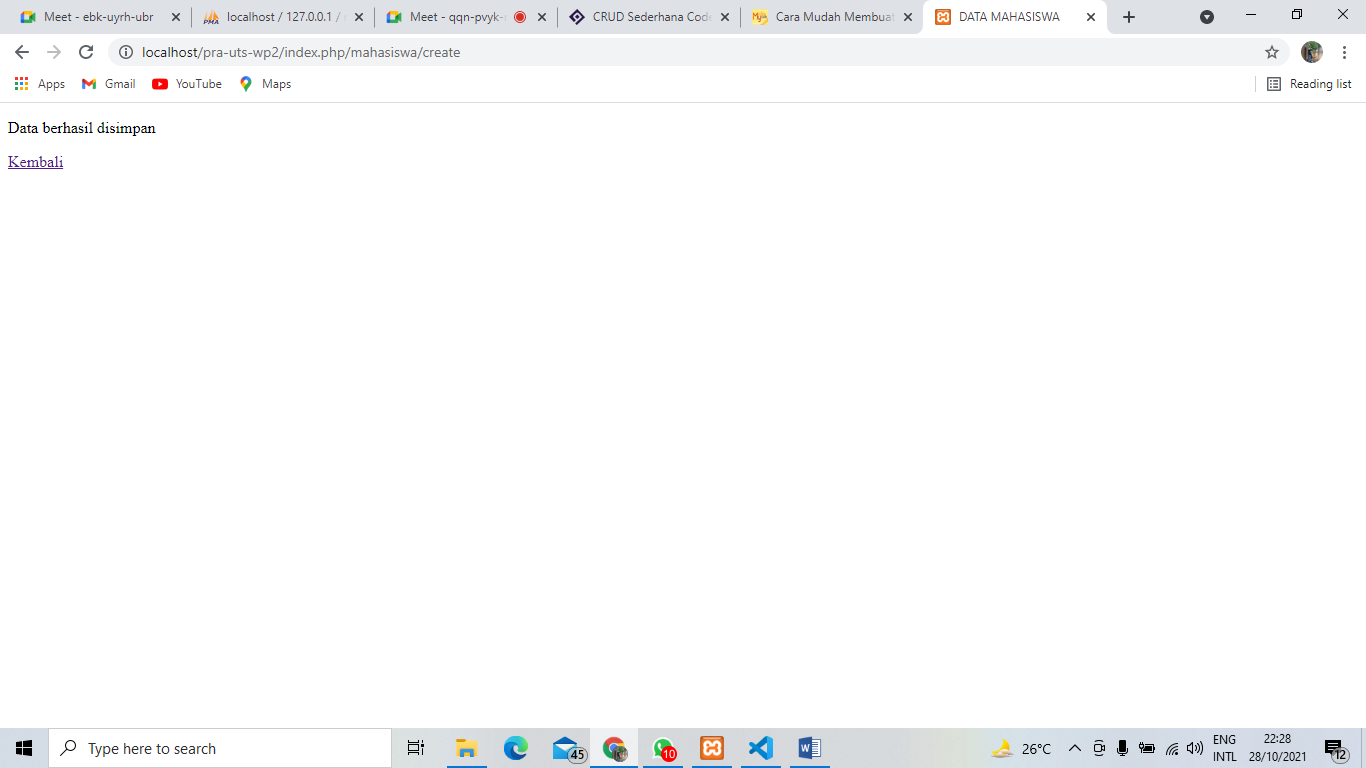 Meet - ebk-uyrh-ubr
localhost / 127.0.0.1 /
Meet - qqn-pvyk-
CRUD Sederhana Cod
Cara Mudah Membuat
DATA MAHASISWA
localhost/pra-uts-wp2/index.php/mahasiswa/create
Apps
Gmail
YouTube
Maps
Reading list
Data berhasil disimpan
Kembali
Type here to search
45
10
26°C
ENG
INTL
22:28
28/10/2021
12